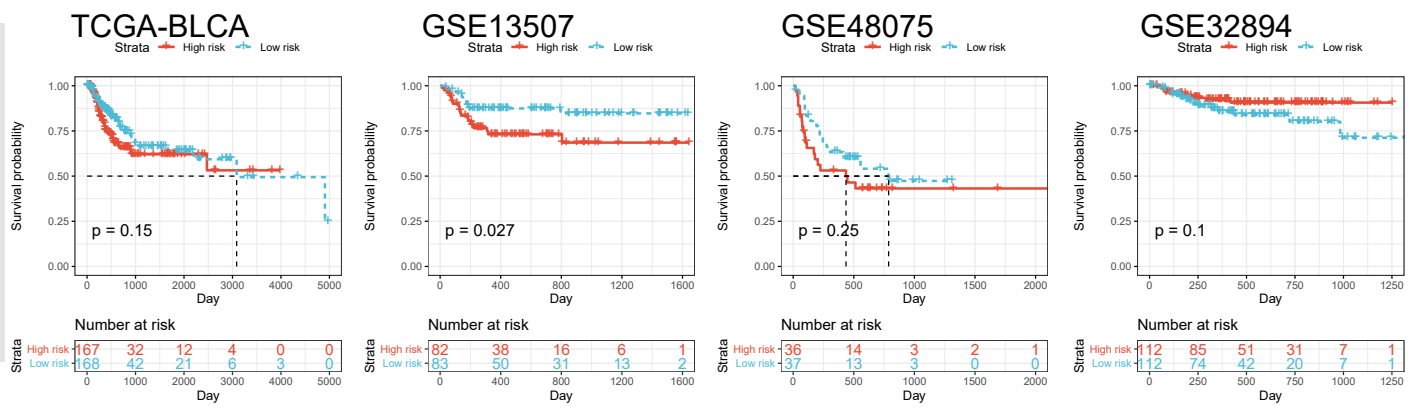 TCGA-BLCA
Strata High risk Low risk
Survival probability
1.00
0.75
0.50
0.25
0.00
p = 0.15
0 1000 2000 3000 4000 5000
Day
Number at risk
Strata
High risk 167 32 12 4 0 0
Low risk 168 42 21 6 3 0
0 1000 2000 3000 4000 5000
Day
GSE13507
Strata High risk Low risk
Survival probability
1.00
0.75
0.50
0.25
0.00
p = 0.027
0 400 800 1200 1600
Day
Number at risk
Strata
High risk 82 38 16 6 1
Low risk 83 50 31 13 2
0 400 800 1200 1600
Day
GSE48075
Strata High risk Low risk
Survival probability
1.00
0.75
0.50
0.25
0.00
p = 0.25
0 500 1000 1500 2000
Day
Number at risk
Strata
High risk 36 14 3 2 1
Low risk 37 13 3 0 0
0 500 1000 1500 2000
Day
GSE32894
Strata High risk Low risk
Survival probability
1.00
0.75
0.50
0.25
0.00
p = 0.1
0 250 500 750 1000 1250
Day
Number at risk
Strata
High risk 112 85 51 31 7 1
Low risk 112 74 42 20 7 1
0 250 500 750 1000 1250
Day